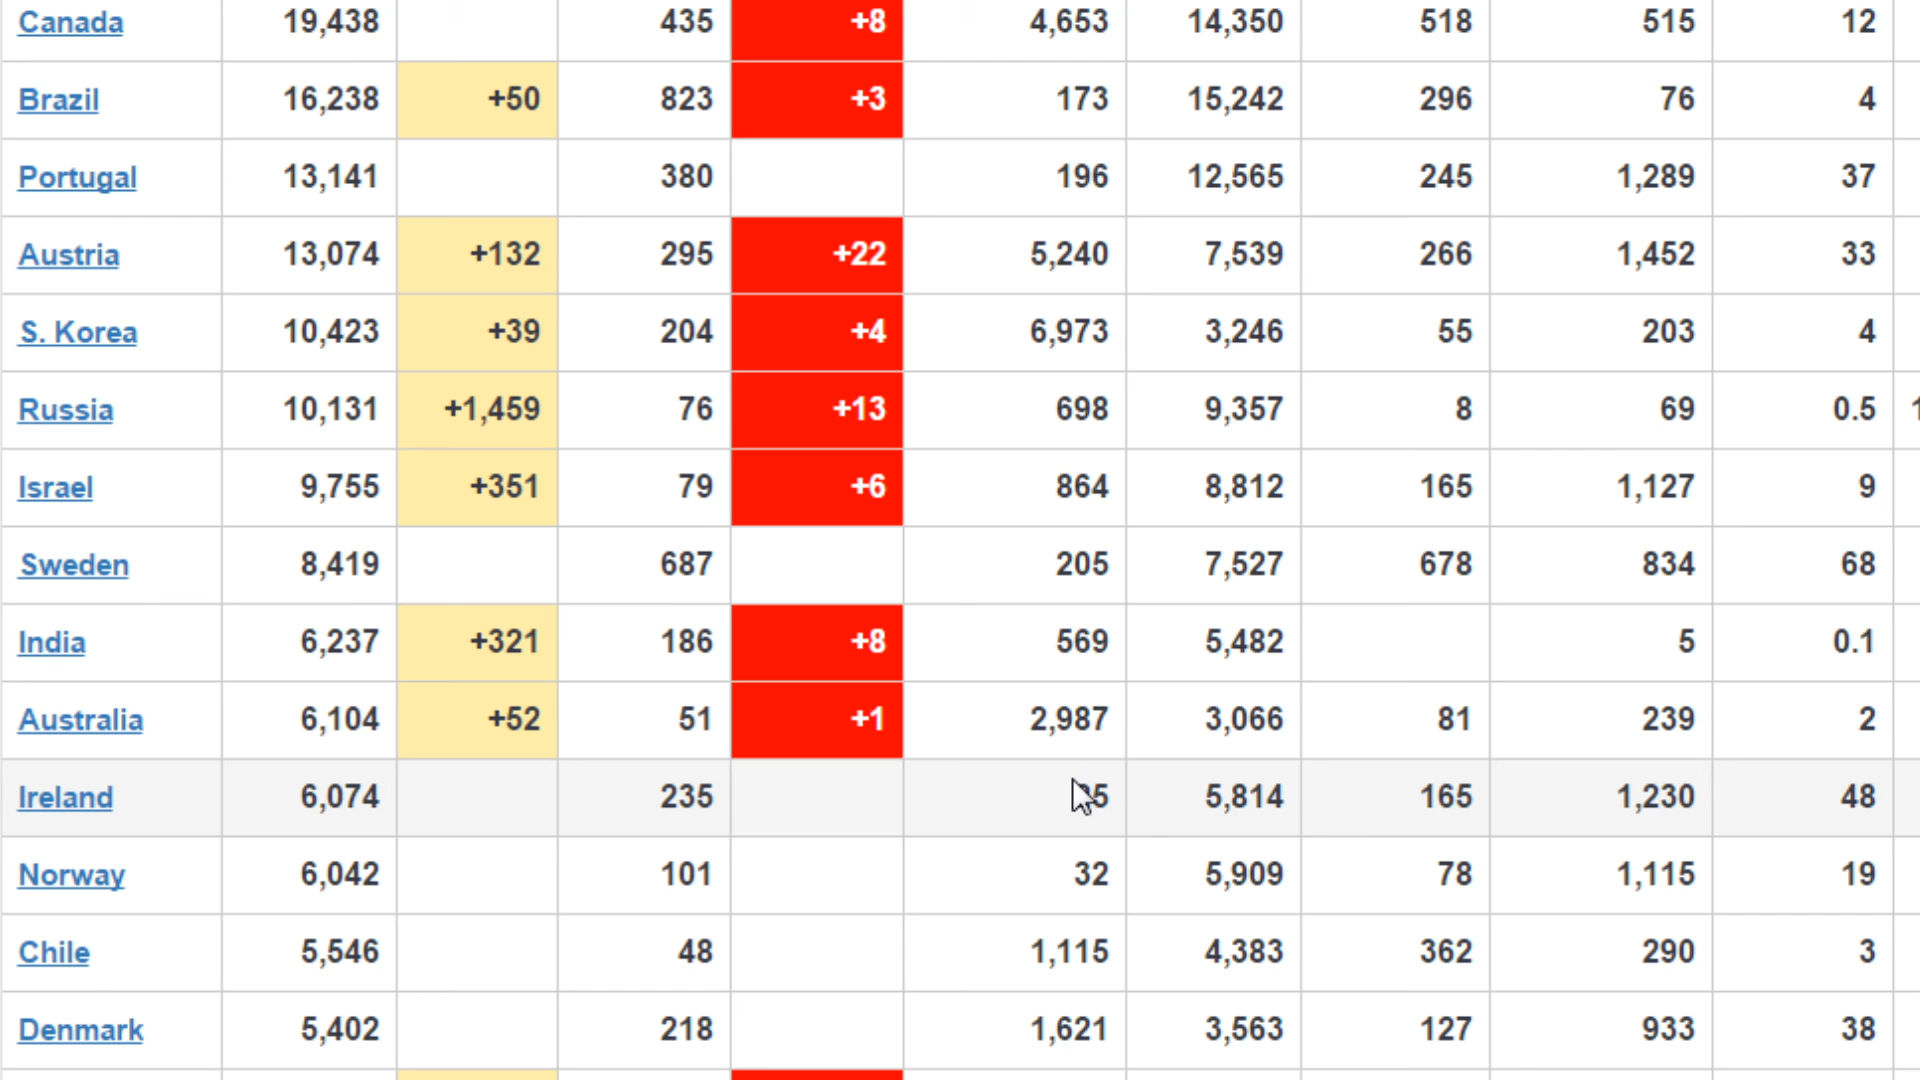 Canada 19,438 435 +8 4,653 14,350 518 515 12
Brazil 16,238 +50 823 +3 173 15,242 296 76 4
Portugal 13,141 380 196 12,565 245 1,289 37
Austria 13,074 +132 295 +22 5,240 7,539 266 1,452 33
S. Korea 10,423 +39 204 +4 6,973 3,246 55 203 4
Russia 10,131 +1,459 76 +13 698 9,357 8 69 0.5
Israel 9,755 +351 79 +6 864 8,812 165 1,127 9
Sweden 8,419 687 205 7,527 678 834 68
India 6,237 +321 186 +8 569 5,482 5 0.1
Australia 6,104 +52 51 +1 2,987 3,066 81 239 2
Ireland 6,074 235 5,814 165 1,230 48
Norway 6,042 101 32 5,909 78 1,115 19
Chile 5,546 48 1,115 4,383 362 290 3
Denmark 5,402 218 1,621 3,563 127 933 38